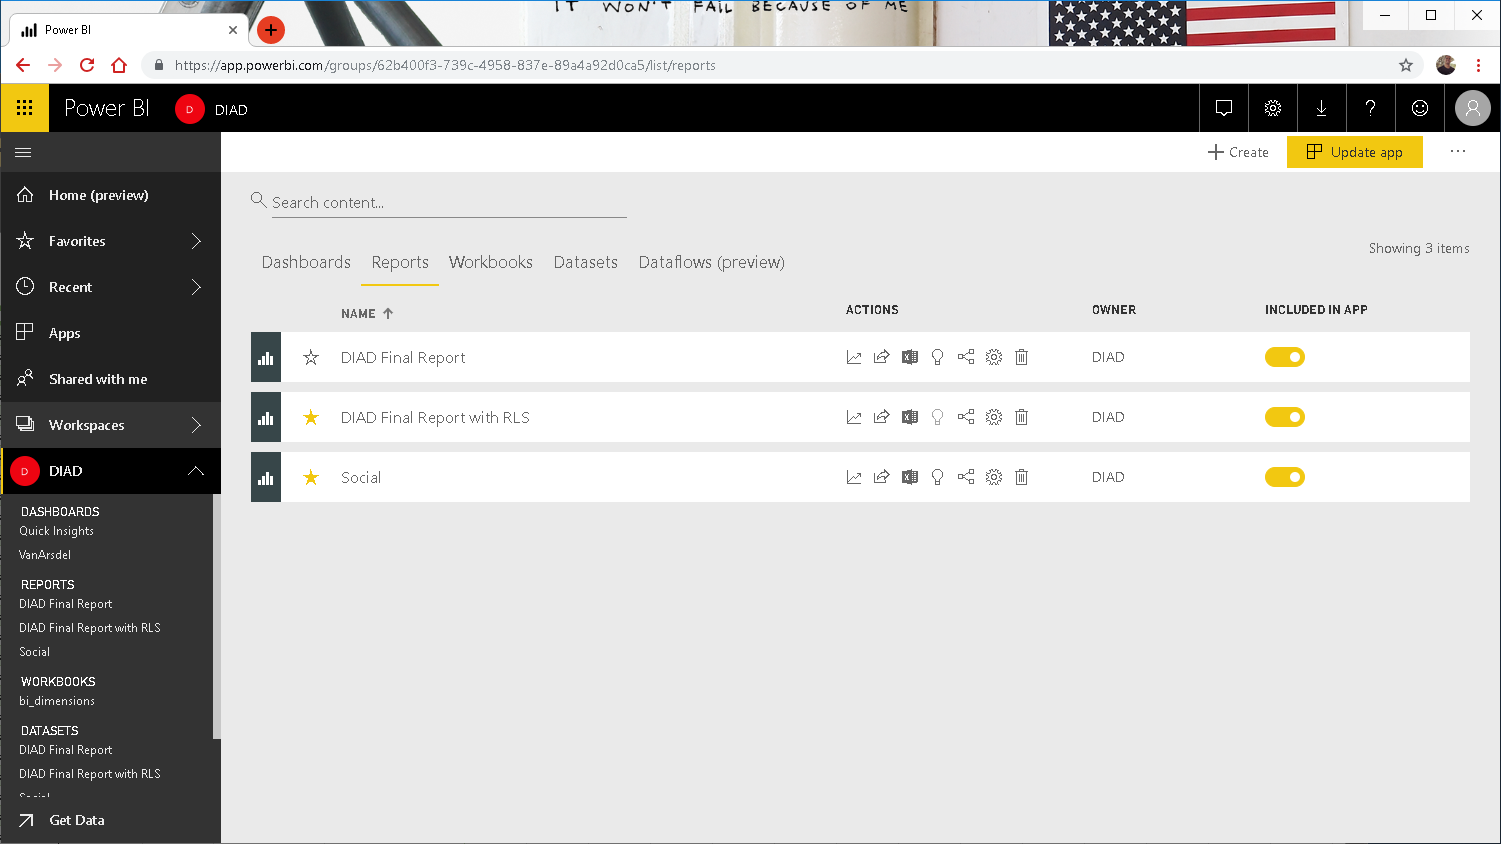 IT WON'T FAIL BECAUSE OF ME
Power BI
https://app.powerbi.com/groups/62b400f3-739c-4958-837e-89a4a92d0ca5/list/reports
Power BI D DIAD
Create Update app
Home (preview)
Search content...
Favorites
Showing 3 items
Dashboards Reports Workbooks Datasets Dataflows (preview)
Recent
NAME ACTIONS OWNER INCLUDED IN APP
Apps
DIAD Final Report DIAD
Shared with me
DIAD Final Report with RLS DIAD
Workspaces
D DIAD
Social DIAD
DASHBOARDS
Quick Insights
VanArsdel
REPORTS
DIAD Final Report
DIAD Final Report with RLS
Social
WORKBOOKS
bi_dimensions
DATASETS
DIAD Final Report
DIAD Final Report with RLS
Social
Get Data